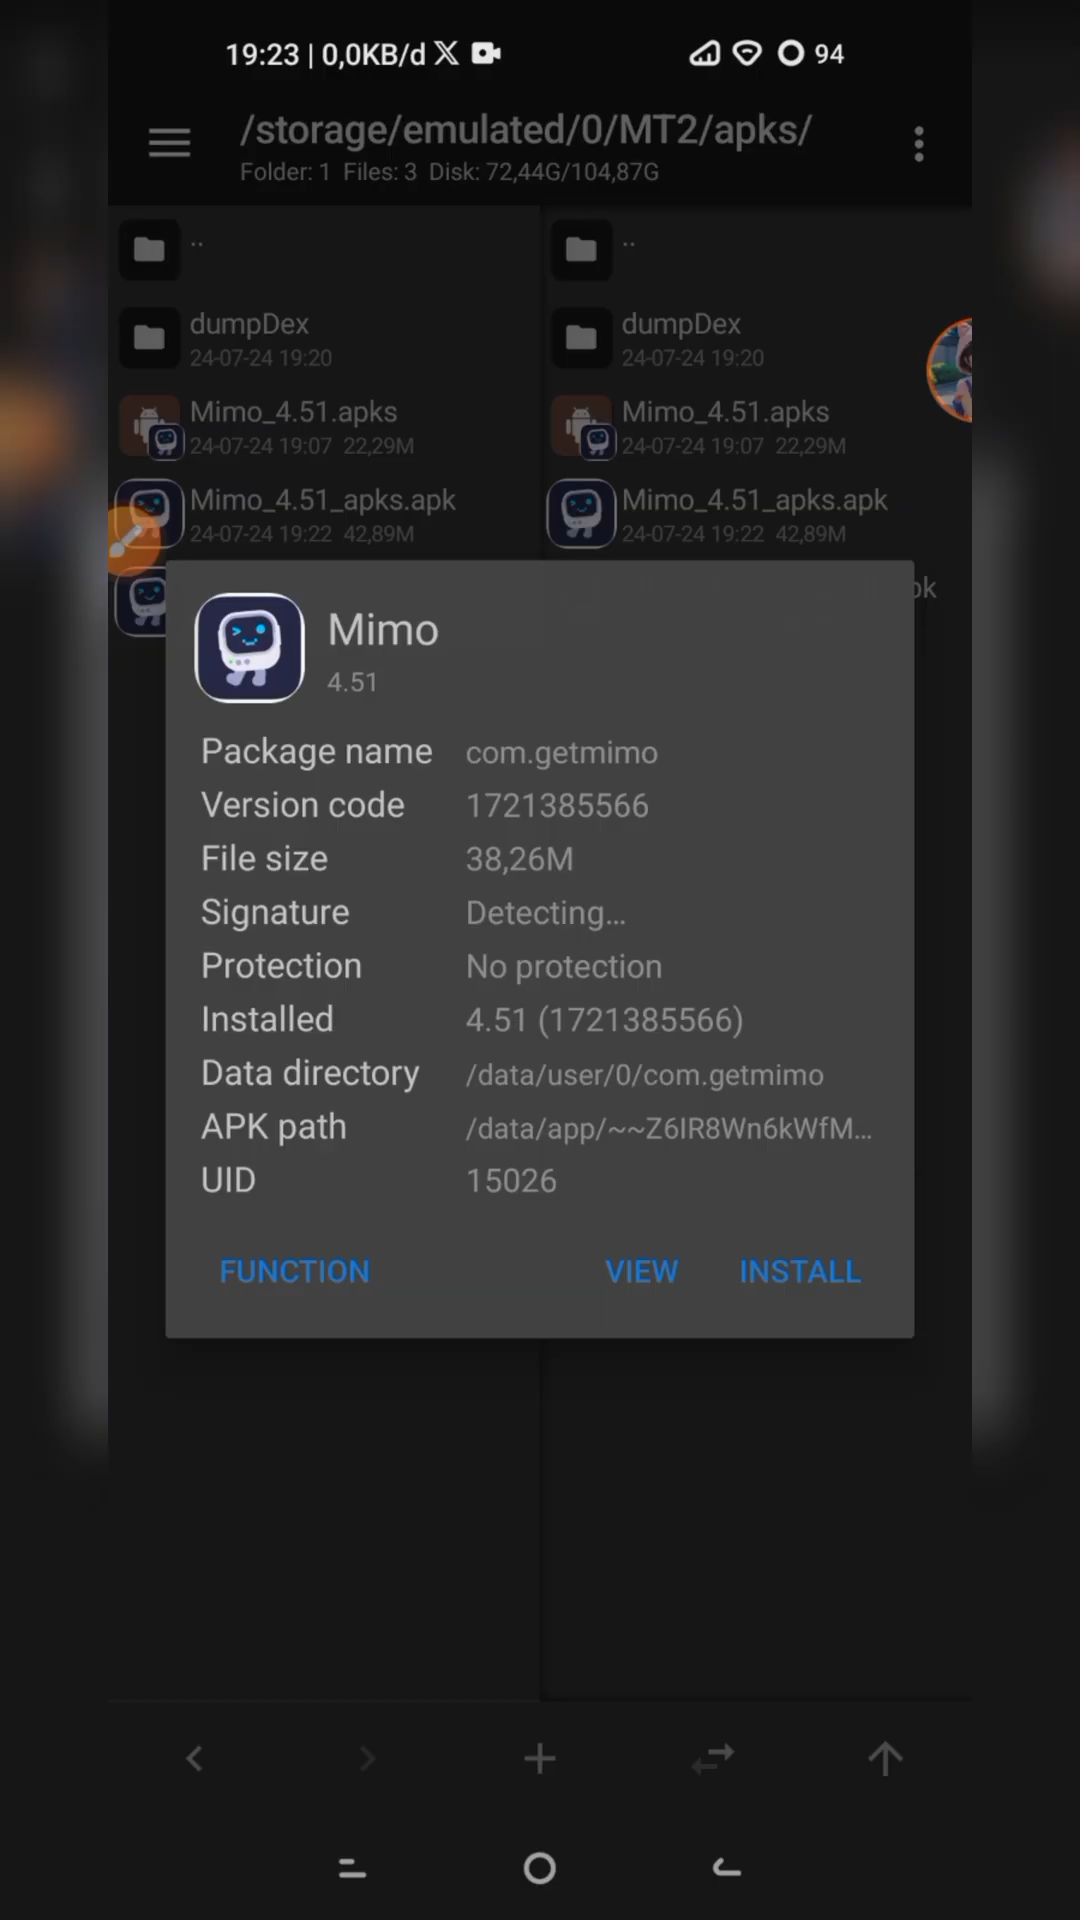 19:23 | 0,0KB/d X 94
/storage/emulated/0/MT2/apks/
Folder: 1 Files: 3 Disk: 72,44G/104,87G
..
dumpDex
24-07-24 19:20
Mimo_4.51.apks
24-07-24 19:07 22,29M
Mimo_4.51_apks.apk
24-07-24 19:22 42,89M
..
dumpDex
24-07-24 19:20
Mimo_4.51.apks
24-07-24 19:07 22,29M
Mimo_4.51_apks.apk
24-07-24 19:22 42,89M
Mimo
4.51
Package name com.getmimo
Version code 1721385566
File size 38,26M
Signature Detecting...
Protection No protection
Installed 4.51 (1721385566)
Data directory /data/user/0/com.getmimo
APK path /data/app/~~Z6IR8Wn6kWfM...
UID 15026
FUNCTION VIEW INSTALL